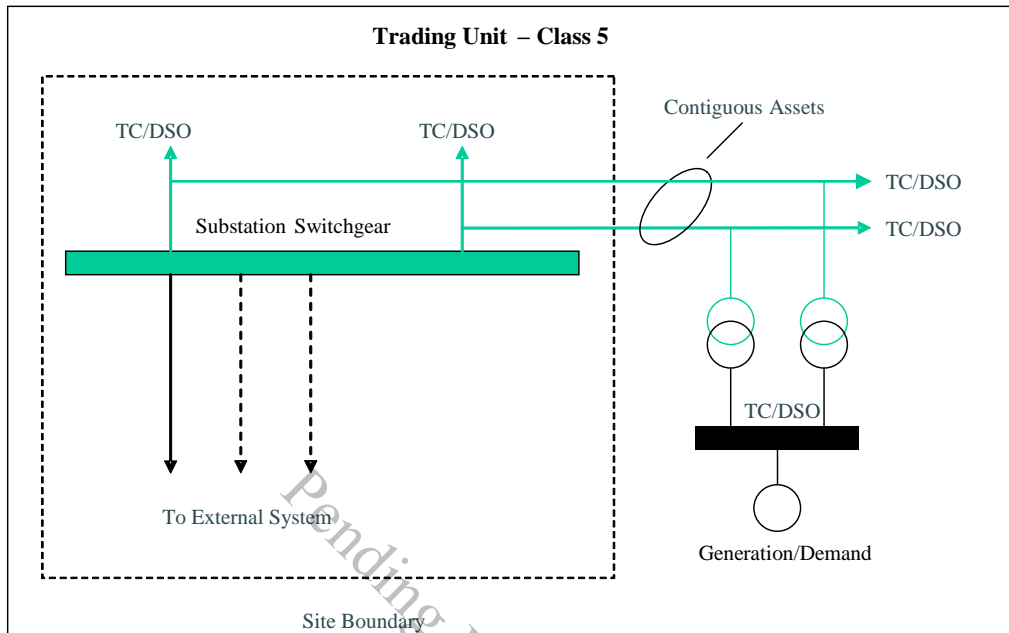 Trading Unit – Class 5
Contiguous Assets
TC/DSO
TC/DSO
TC/DSO
Substation Switchgear
TC/DSO
TC/DSO
To External System
Pending
Generation/Demand
Site Boundary